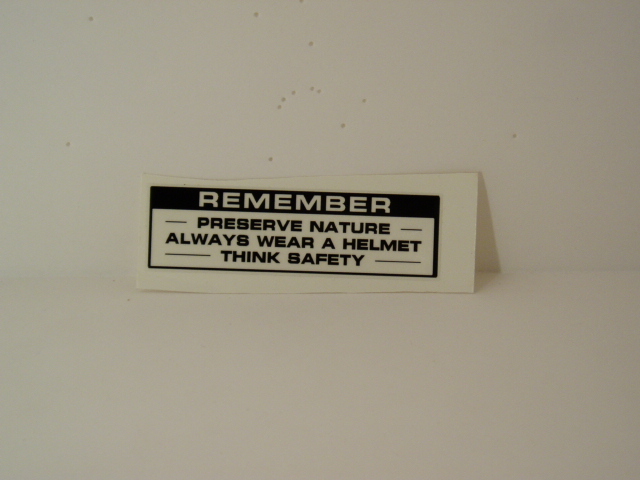 REMEMBER
PRESERVE NATURE
ALWAYS WEAR A HELMET
THINK SAFETY